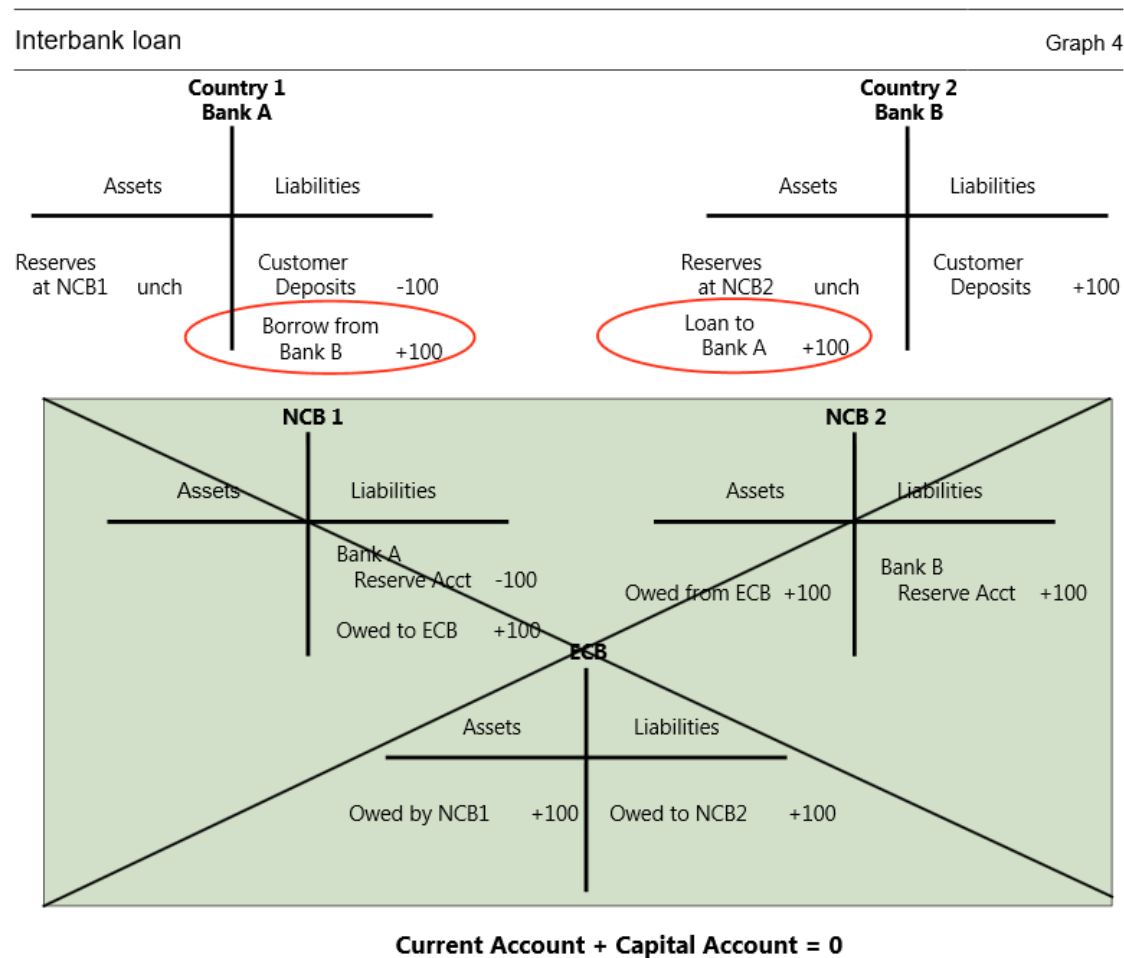 Interbank loan
Graph 4
Country 1
Bank A
Assets
Liabilities
Reserves
at NCB1 unch
Customer
Deposits -100
Borrow from
Bank B +100
Country 2
Bank B
Assets
Liabilities
Reserves
at NCB2 unch
Loan to
Bank A +100
Customer
Deposits +100
NCB 1
Assets
Liabilities
Bank A
Reserve Acct -100
Owed to ECB +100
NCB 2
Assets
Liabilities
Owed from ECB +100
Bank B
Reserve Acct +100
ECB
Assets
Liabilities
Owed by NCB1 +100
Owed to NCB2 +100
Current Account + Capital Account = 0